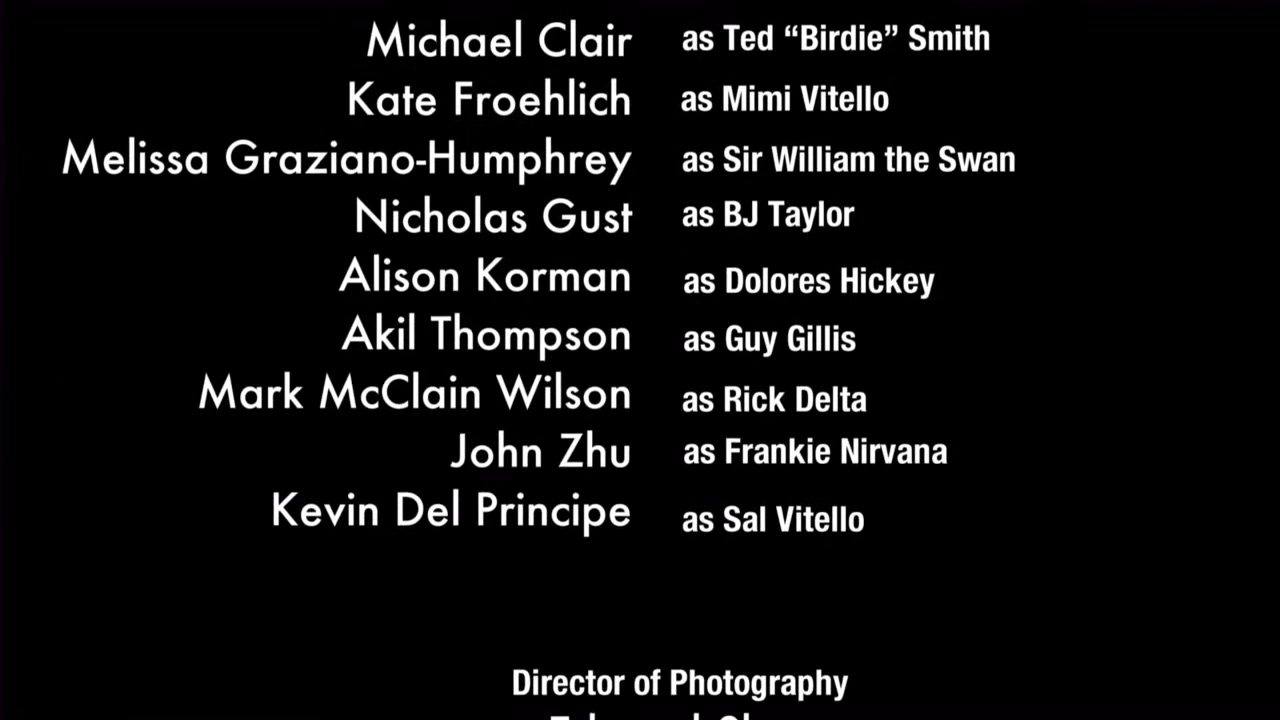 Michael Clair as Ted “Birdie” Smith
Kate Froehlich as Mimi Vitello
Melissa Graziano-Humphrey as Sir William the Swan
Nicholas Gust as BJ Taylor
Alison Korman as Dolores Hickey
Akil Thompson as Guy Gillis
Mark McClain Wilson as Rick Delta
John Zhu as Frankie Nirvana
Kevin Del Principe as Sal Vitello
Director of Photography